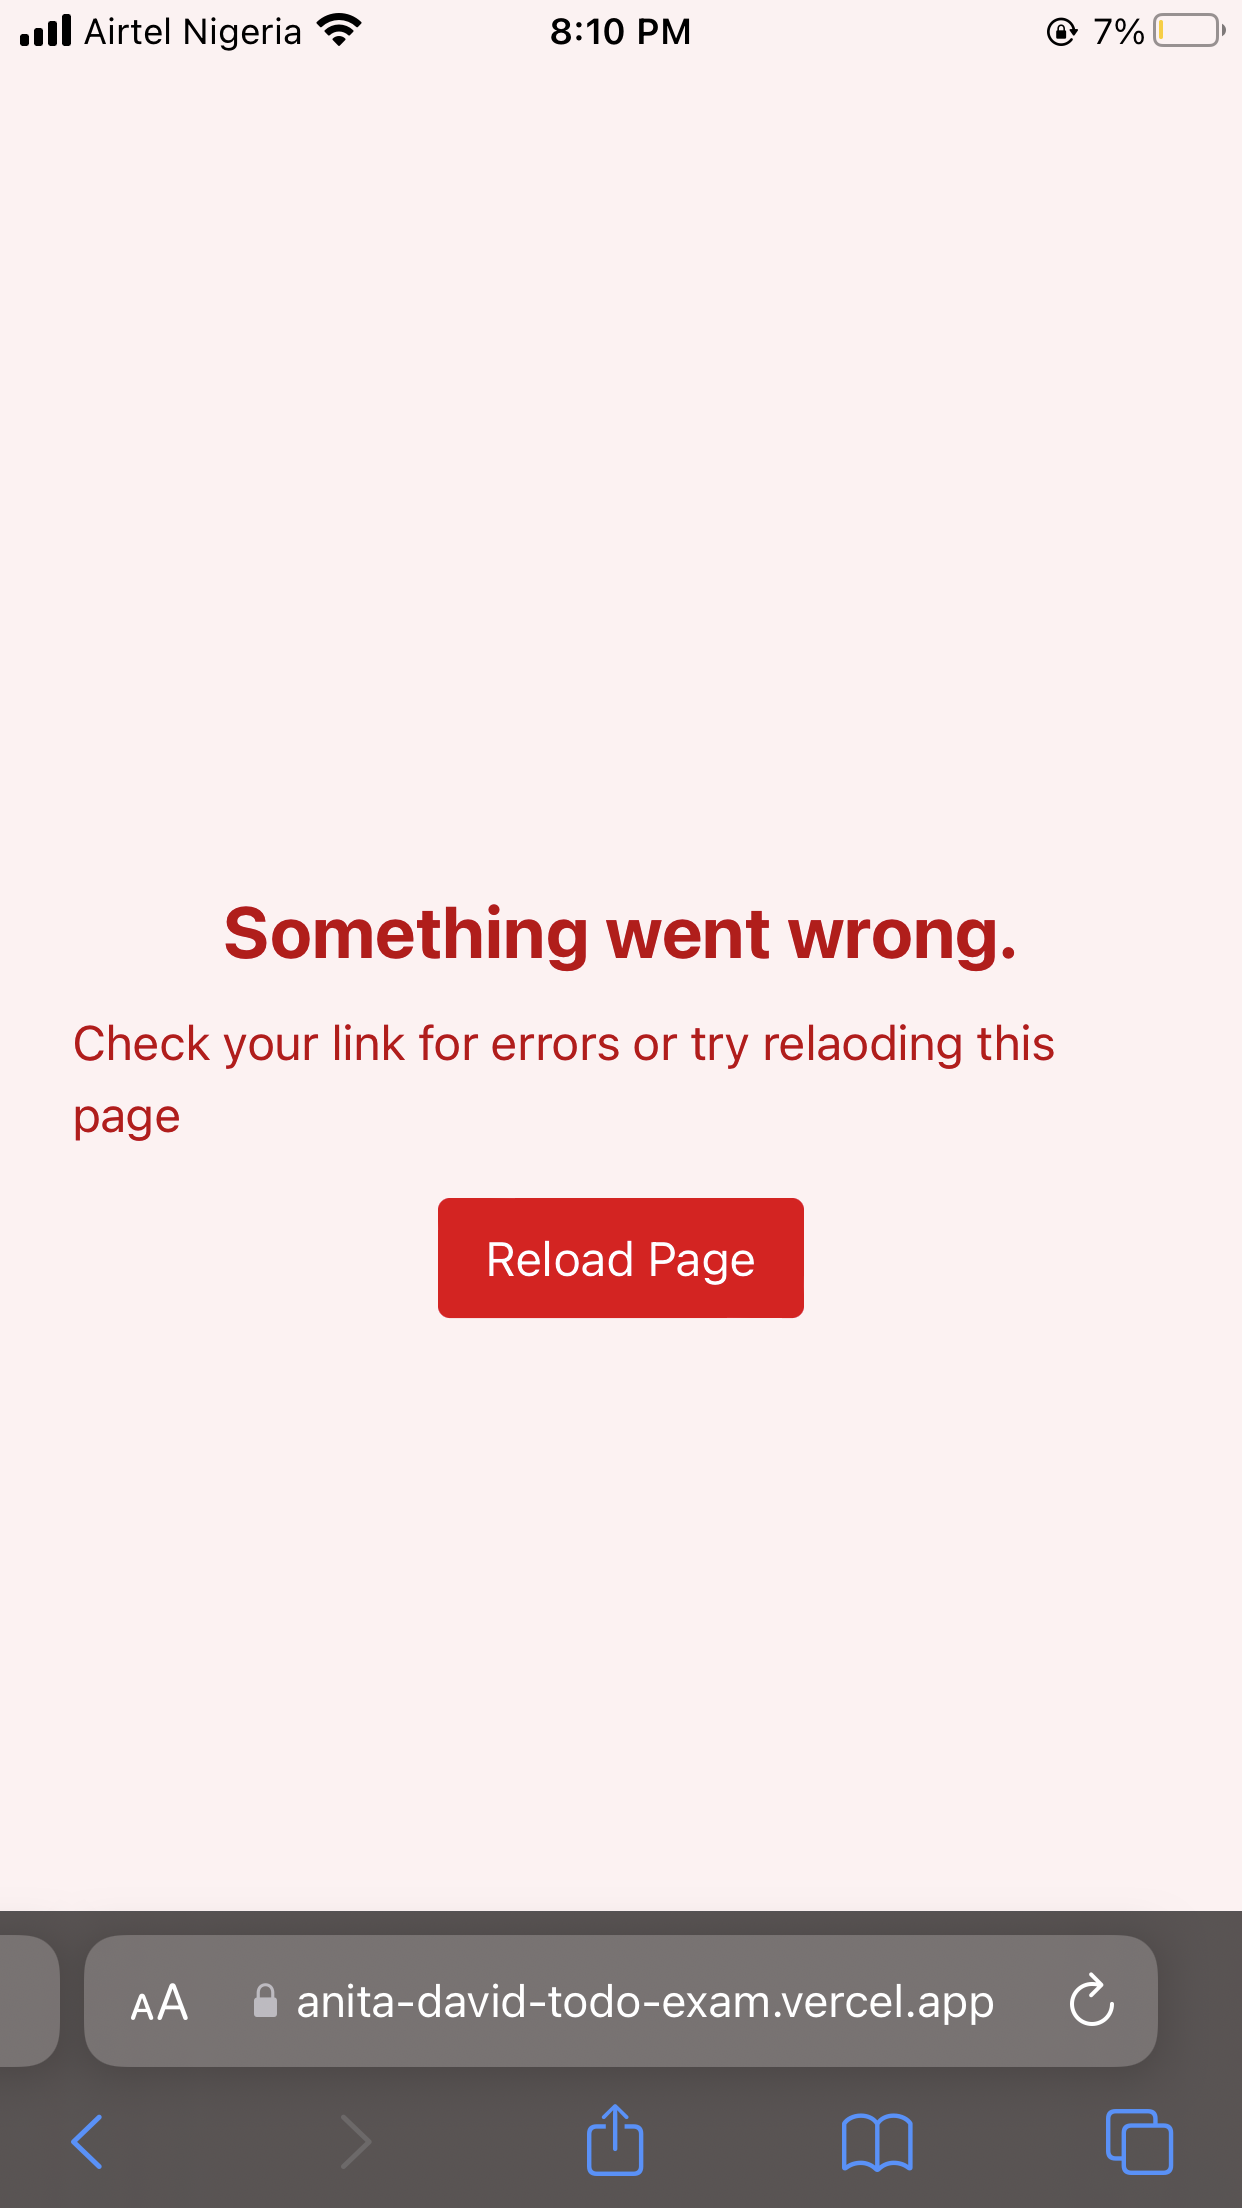 Airtel Nigeria 8:10 PM 7%
Something went wrong.
Check your link for errors or try relaoding this
page
Reload Page
AA anita-david-todo-exam.vercel.app